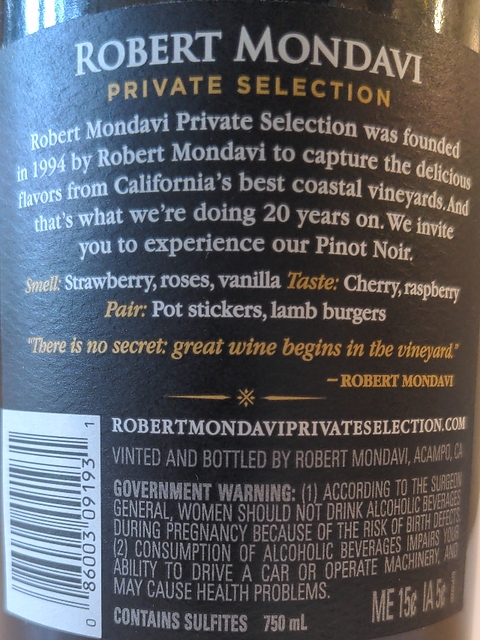 ROBERT MONDAVI
PRIVATE SELECTION
Robert Mondavi Private Selection was founded
in 1994 by Robert Mondavi to capture the delicious
flavors from California's best coastal vineyards. And
that's what we're doing 20 years on. We invite
you to experience our Pinot Noir.
Smell: Strawberry, roses, vanilla Taste: Cherry, raspberry
Pair: Pot stickers, lamb burgers
"There is no secret: great wine begins in the vineyard."
– ROBERT MONDAVI
ROBERTMONDAVIPRIVATESELECTION.COM
VINTED AND BOTTLED BY ROBERT MONDAVI, ACAMPO, CA
GOVERNMENT WARNING: (1) ACCORDING TO THE SURGEON
GENERAL, WOMEN SHOULD NOT DRINK ALCOHOLIC BEVERAGES
DURING PREGNANCY BECAUSE OF THE RISK OF BIRTH DEFECTS.
(2) CONSUMPTION OF ALCOHOLIC BEVERAGES IMPAIRS YOUR
ABILITY TO DRIVE A CAR OR OPERATE MACHINERY, AND
MAY CAUSE HEALTH PROBLEMS.
ME 15¢ IA 5¢
CONTAINS SULFITES 750 mL
0 86003 09193 1